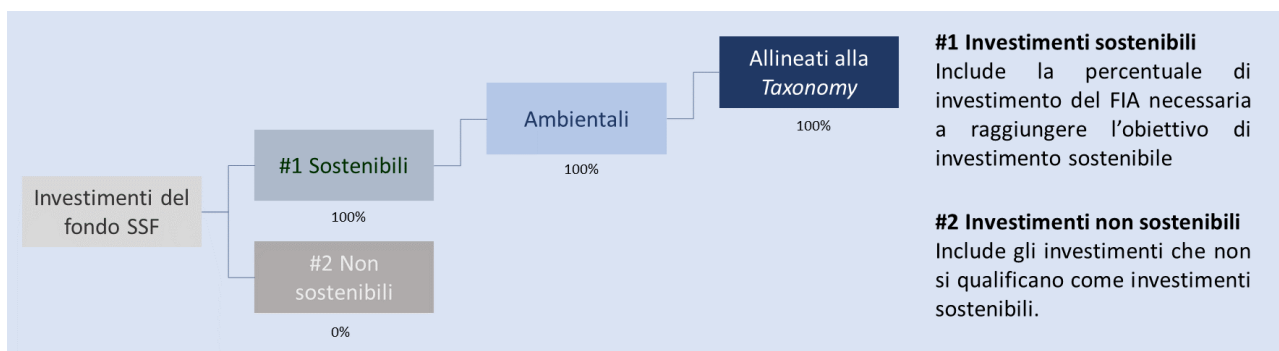 Investimenti del
fondo SSF
#1 Sostenibili
100%
#2 Non
sostenibili
0%
Ambientali
100%
Allineati alla
Taxonomy
100%
#1 Investimenti sostenibili
Include la percentuale di
investimento del FIA necessaria
a raggiungere l’obiettivo di
investimento sostenibile
#2 Investimenti non sostenibili
Include gli investimenti che non
si qualificano come investimenti
sostenibili.